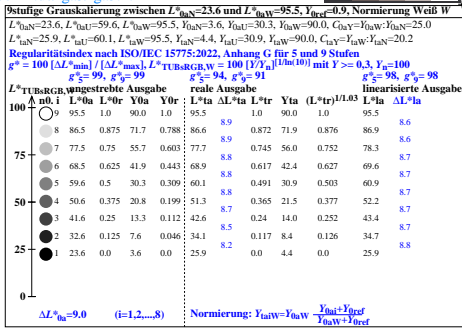 9stufige Grauskalierung zwischen L*0aN=23.6 und L*0aW=95.5, Y0ref=0.9, Normierung Weiß W
L*0aN=23.6, L*0aU=59.6, L*0aW=95.5, Y0aN=3.6, Y0aU=30.3, Y0aW=90.0, C0aY=Y0aW:Y0aN=25.0
L*taN=25.9, L*taU=60.1, L*taW=95.5, YtaN=4.4, YtaU=30.9, YtaW=90.0, CtaY=YtaW:YtaN=20.2
Regularitätsindex nach ISO/IEC 15775:2022, Anhang G für 5 und 9 Stufen
g* = 100 [ΔL*min] / [ΔL*max], L*TUBsRGB,W = 100 [Y/Yn][1/ln(10)] mit Y >=0.3, Yn=100
g*5= 99, g*9= 99 g*5= 94, g*9= 91 g*5= 98, g*9= 98
L*TUBsRGB,W angestrebte Ausgabe reale Ausgabe linearisierte Ausgabe
n0. i L*0a L*0r Y0a Y0r L*ta ΔL*ta L*tr Yta (L*tr)1/1.03 L*la ΔL*la
100 9 95.5 1.0 90.0 1.0 95.5 1.0 90.0 1.0 95.5
8.9 8.6
8 86.5 0.875 71.7 0.788 86.6 0.872 71.9 0.876 86.9
8.9 8.6
75 7 77.5 0.75 55.7 0.603 77.7 0.745 56.0 0.752 78.3
8.8 8.7
6 68.5 0.625 41.9 0.443 68.9 0.617 42.4 0.627 69.6
8.8 8.7
5 59.6 0.5 30.3 0.309 60.1 0.491 30.9 0.503 60.9
8.8 8.7
50 4 50.6 0.375 20.8 0.199 51.3 0.365 21.5 0.377 52.2
8.7 8.8
3 41.6 0.25 13.3 0.112 42.6 0.24 14.0 0.252 43.4
8.5 8.7
2 32.6 0.125 7.6 0.046 34.1 0.117 8.4 0.126 34.7
8.2 8.8
25 1 23.6 0.0 3.6 0.0 25.9 0.0 4.4 0.0 25.9
0
ΔL*0a=9.0 (i=1,2,...,8) Normierung: YtaiW=Y0aW Y0ai+Y0ref
Y0aW+Y0ref